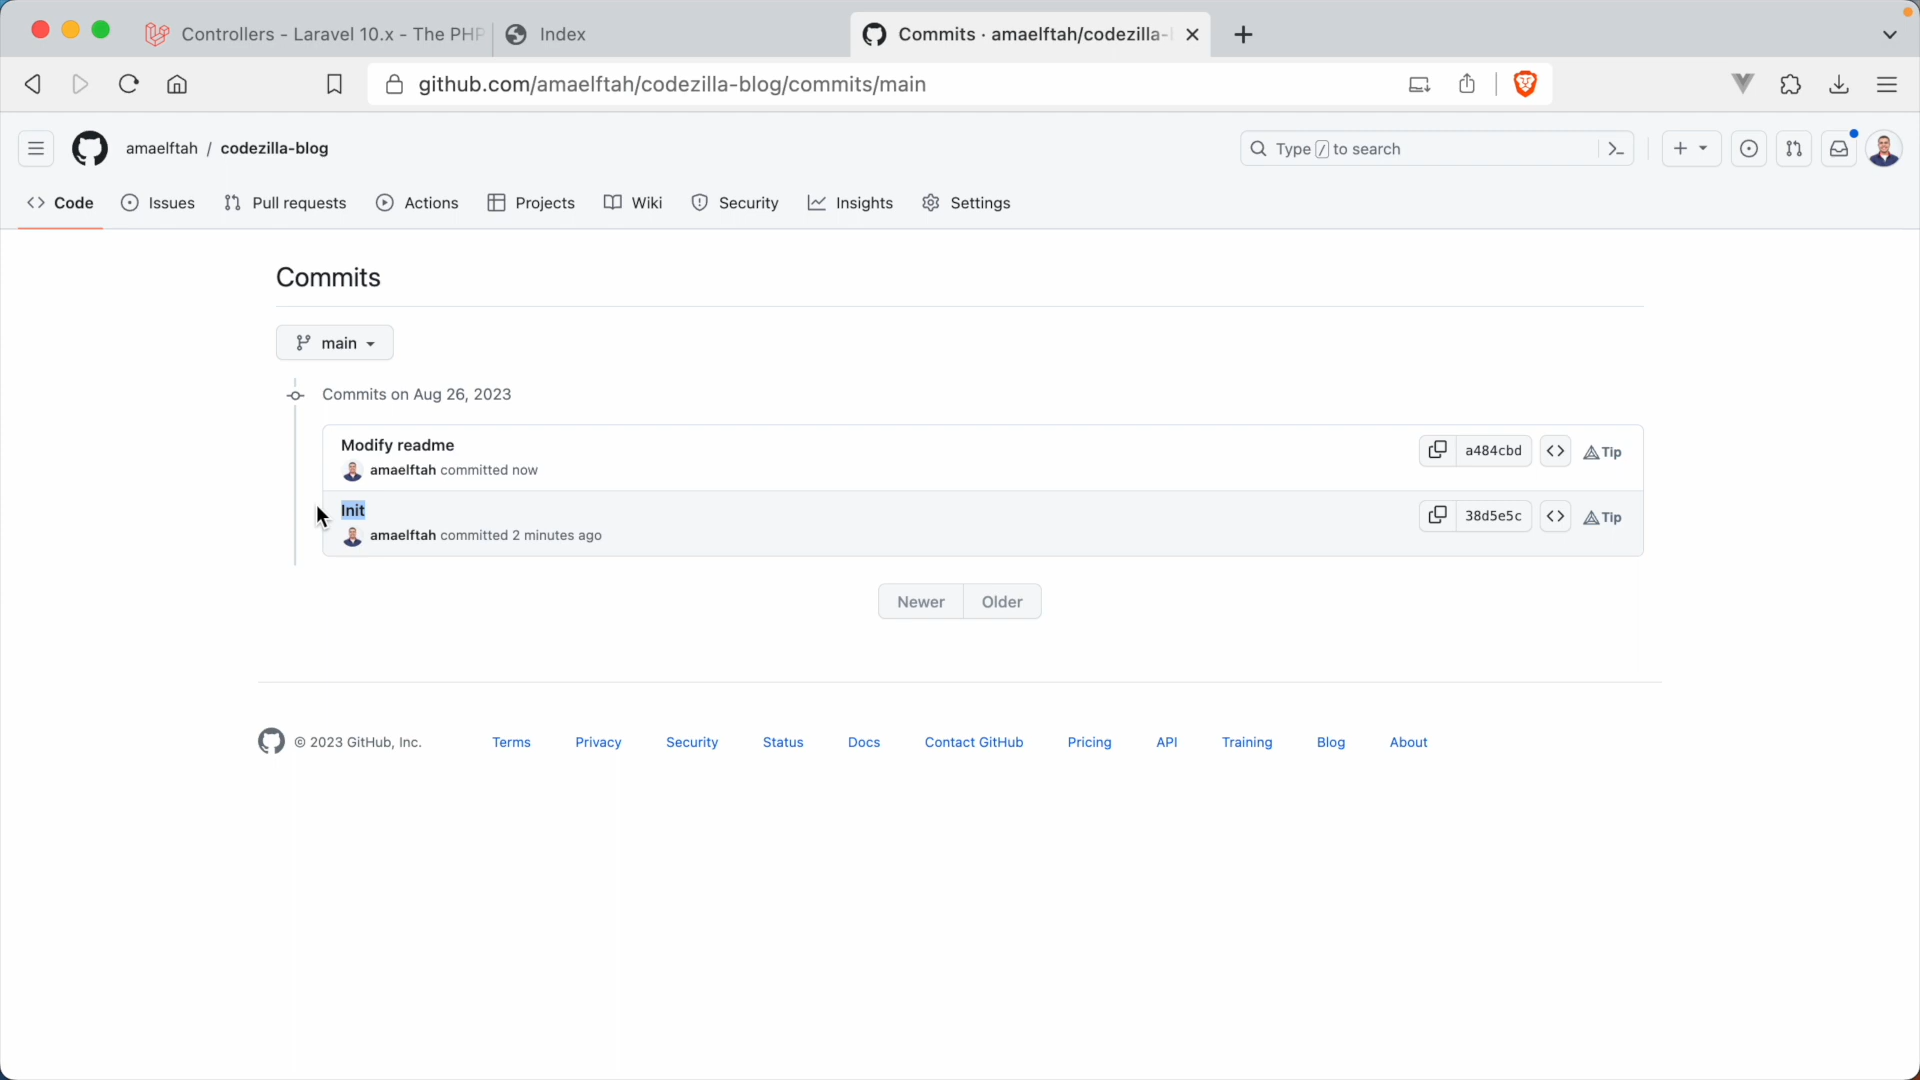 Controllers - Laravel 10.x - The PHP
Index
Commits · amaelftah/codezilla-
github.com/amaelftah/codezilla-blog/commits/main
amaelftah / codezilla-blog
Type / to search
Code
Issues
Pull requests
Actions
Projects
Wiki
Security
Insights
Settings
Commits
main
Commits on Aug 26, 2023
Modify readme
amaelftah committed now
a484cbd
Tip
Init
amaelftah committed 2 minutes ago
38d5e5c
Tip
Newer
Older
© 2023 GitHub, Inc.
Terms
Privacy
Security
Status
Docs
Contact GitHub
Pricing
API
Training
Blog
About